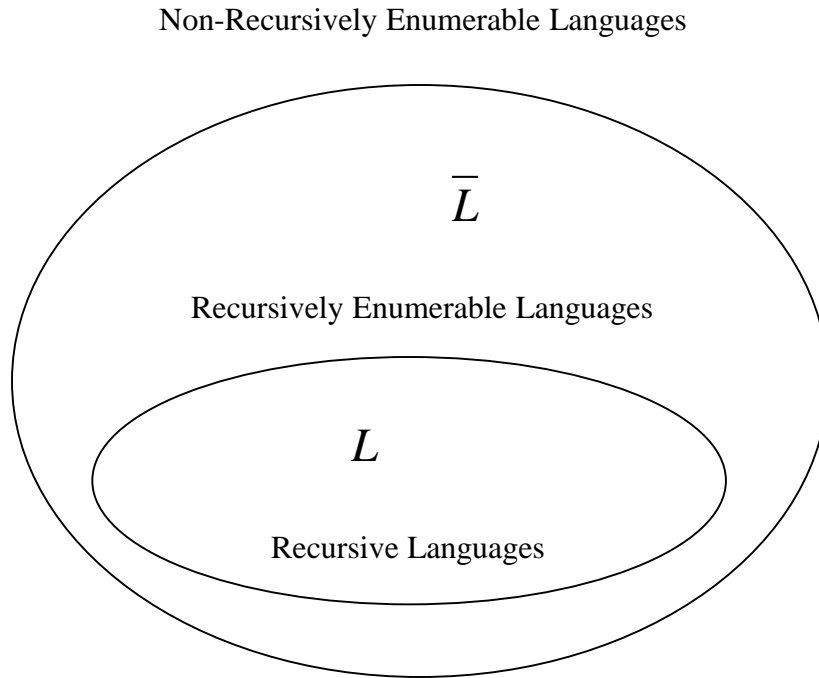 Non-Recursively Enumerable Languages
L̅
Recursively Enumerable Languages
L
Recursive Languages